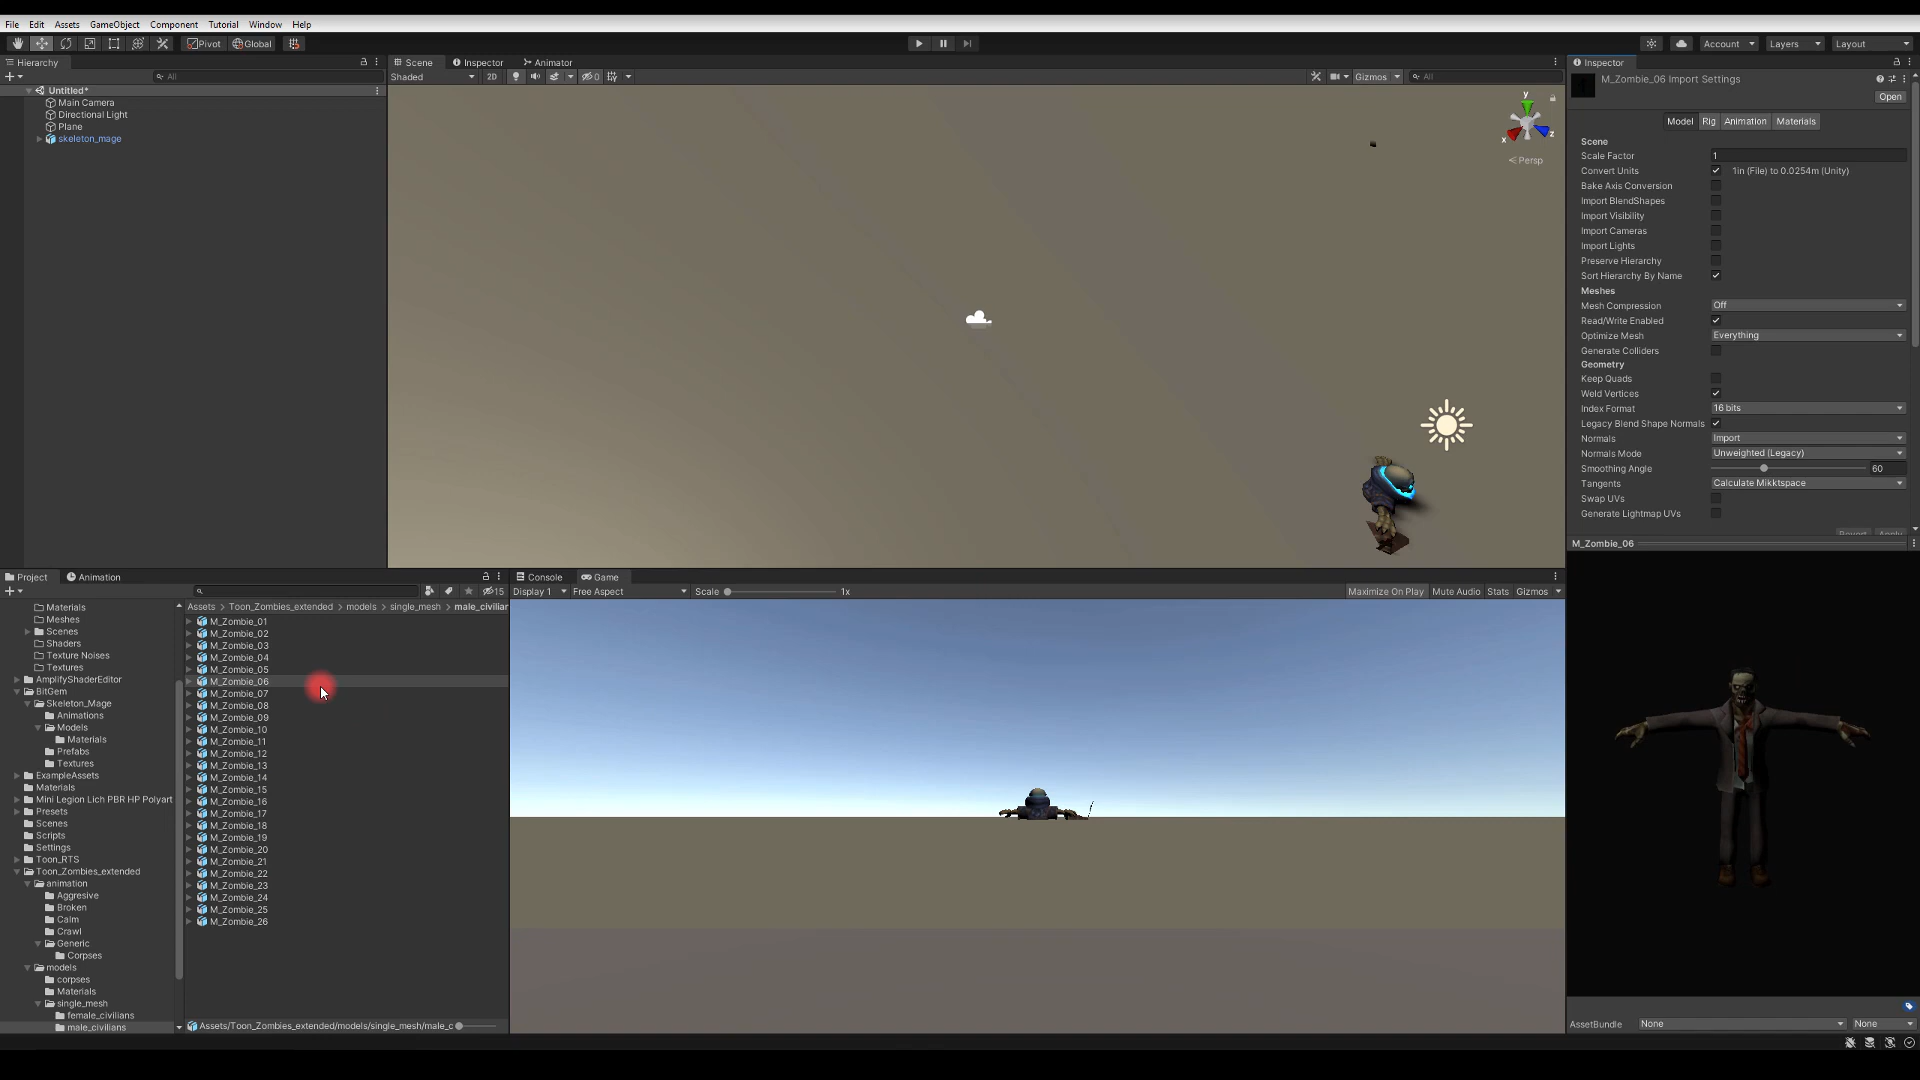 File Edit Assets GameObject Component Tutorial Window Help
Pivot Global Account Layers Layout
Hierarchy
All
Untitled*
Main Camera
Directional Light
Plane
skeleton_mage
Scene Inspector Animator
Shaded 2D 0 Gizmos All
y
x z
Persp
Inspector
M_Zombie_06 Import Settings
Open
Model Rig Animation Materials
Scene
Scale Factor 1
Convert Units 1in (File) to 0.0254m (Unity)
Bake Axis Conversion
Import BlendShapes
Import Visibility
Import Cameras
Import Lights
Preserve Hierarchy
Sort Hierarchy By Name
Meshes
Mesh Compression Off
Read/Write Enabled
Optimize Mesh Everything
Generate Colliders
Geometry
Keep Quads
Weld Vertices
Index Format 16 bits
Legacy Blend Shape Normals
Normals Import
Normals Mode Unweighted (Legacy)
Smoothing Angle 60
Tangents Calculate Mikktspace
Swap UVs
Generate Lightmap UVs
Revert Apply
M_Zombie_06
AssetBundle None None
Project Animation
15
Materials
Meshes
Scenes
Shaders
Texture Noises
Textures
AmplifyShaderEditor
BitGem
Skeleton_Mage
Animations
Models
Materials
Prefabs
Textures
ExampleAssets
Materials
Mini Legion Lich PBR HP Polyart
Presets
Scenes
Scripts
Settings
Toon_RTS
Toon_Zombies_extended
animation
Aggresive
Broken
Calm
Crawl
Generic
Corpses
models
corpses
Materials
single_mesh
female_civilians
male_civilians
Assets > Toon_Zombies_extended > models > single_mesh > male_civilian
M_Zombie_01
M_Zombie_02
M_Zombie_03
M_Zombie_04
M_Zombie_05
M_Zombie_06
M_Zombie_07
M_Zombie_08
M_Zombie_09
M_Zombie_10
M_Zombie_11
M_Zombie_12
M_Zombie_13
M_Zombie_14
M_Zombie_15
M_Zombie_16
M_Zombie_17
M_Zombie_18
M_Zombie_19
M_Zombie_20
M_Zombie_21
M_Zombie_22
M_Zombie_23
M_Zombie_24
M_Zombie_25
M_Zombie_26
Assets/Toon_Zombies_extended/models/single_mesh/male_c
Console Game
Display 1 Free Aspect Scale 1x Maximize On Play Mute Audio Stats Gizmos